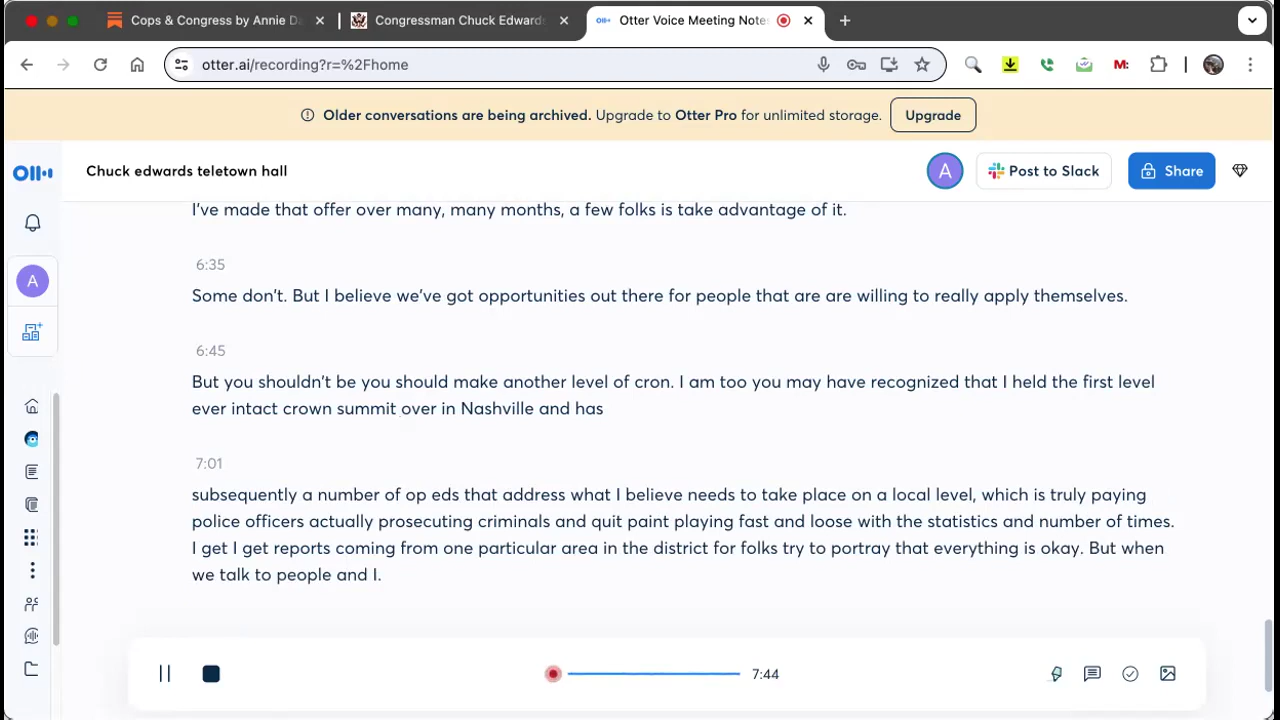 Cops & Congress by Annie Da
Congressman Chuck Edwards
Otter Voice Meeting Note
otter.ai/recording?r=%2Fhome
M:
Older conversations are being archived. Upgrade to Otter Pro for unlimited storage.
Upgrade
Chuck edwards teletown hall
A
Post to Slack
Share
I've made that offer over many, many months, a few folks is take advantage of it.
A
6:35
Some don't. But I believe we've got opportunities out there for people that are are willing to really apply themselves.
6:45
But you shouldn't be you should make another level of cron. I am too you may have recognized that I held the first level
ever intact crown summit over in Nashville and has
7:01
subsequently a number of op eds that address what I believe needs to take place on a local level, which is truly paying
police officers actually prosecuting criminals and quit paint playing fast and loose with the statistics and number of times.
I get I get reports coming from one particular area in the district for folks try to portray that everything is okay. But when
we talk to people and I.
7:44